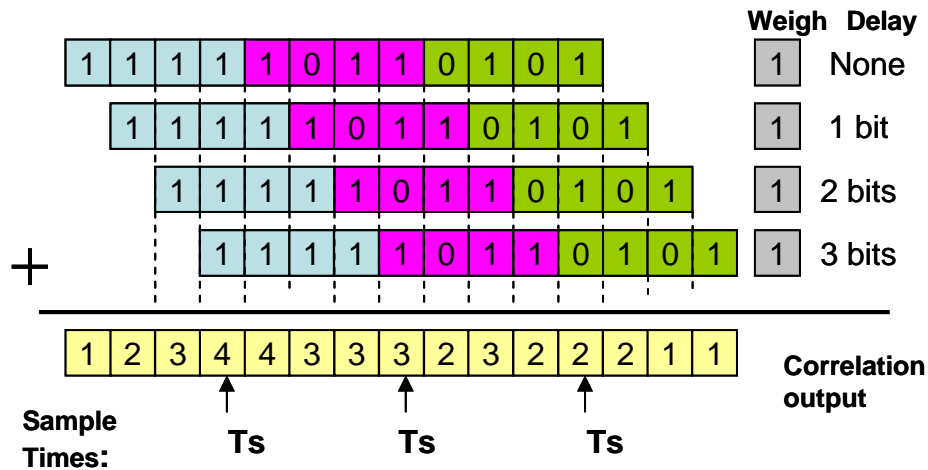 Weigh Delay
1 1 1 1 1 0 1 1 0 1 0 1 1 None
1 1 1 1 1 0 1 1 0 1 0 1 1 1 bit
1 1 1 1 1 0 1 1 0 1 0 1 1 2 bits
+ 1 1 1 1 1 0 1 1 0 1 0 1 1 3 bits
1 2 3 4 4 3 3 3 2 3 2 2 2 1 1
Correlation
output
Sample
Times:
Ts Ts Ts